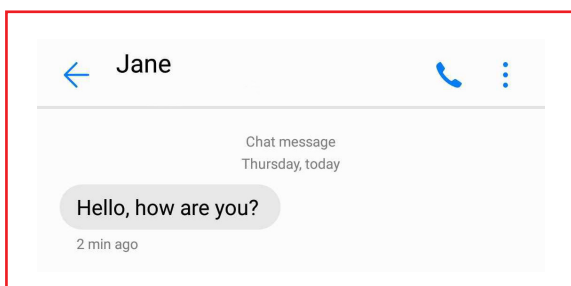 Jane
Chat message
Thursday, today
Hello, how are you?
2 min ago